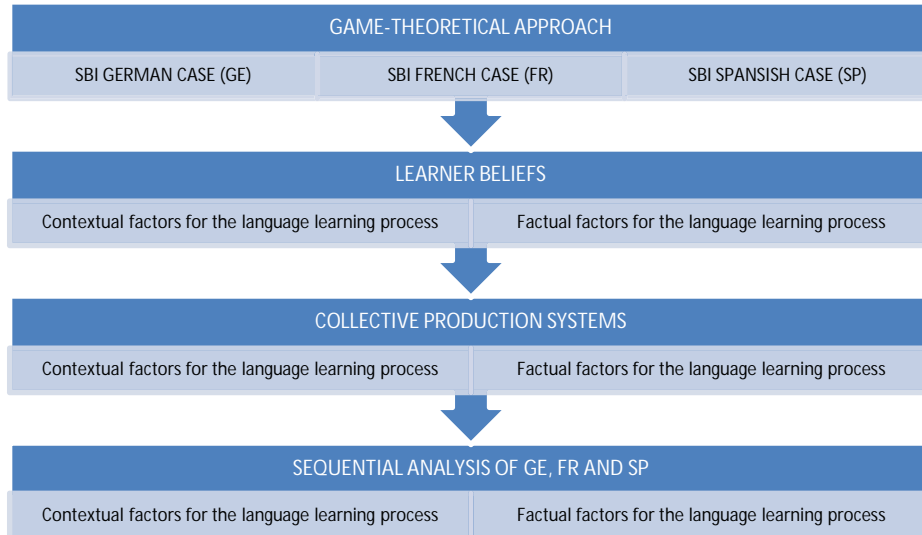 GAME-THEORETICAL APPROACH
SBI GERMAN CASE (GE)
SBI FRENCH CASE (FR)
SBI SPANSISH CASE (SP)
LEARNER BELIEFS
Contextual factors for the language learning process
Factual factors for the language learning process
COLLECTIVE PRODUCTION SYSTEMS
Contextual factors for the language learning process
Factual factors for the language learning process
SEQUENTIAL ANALYSIS OF GE, FR AND SP
Contextual factors for the language learning process
Factual factors for the language learning process